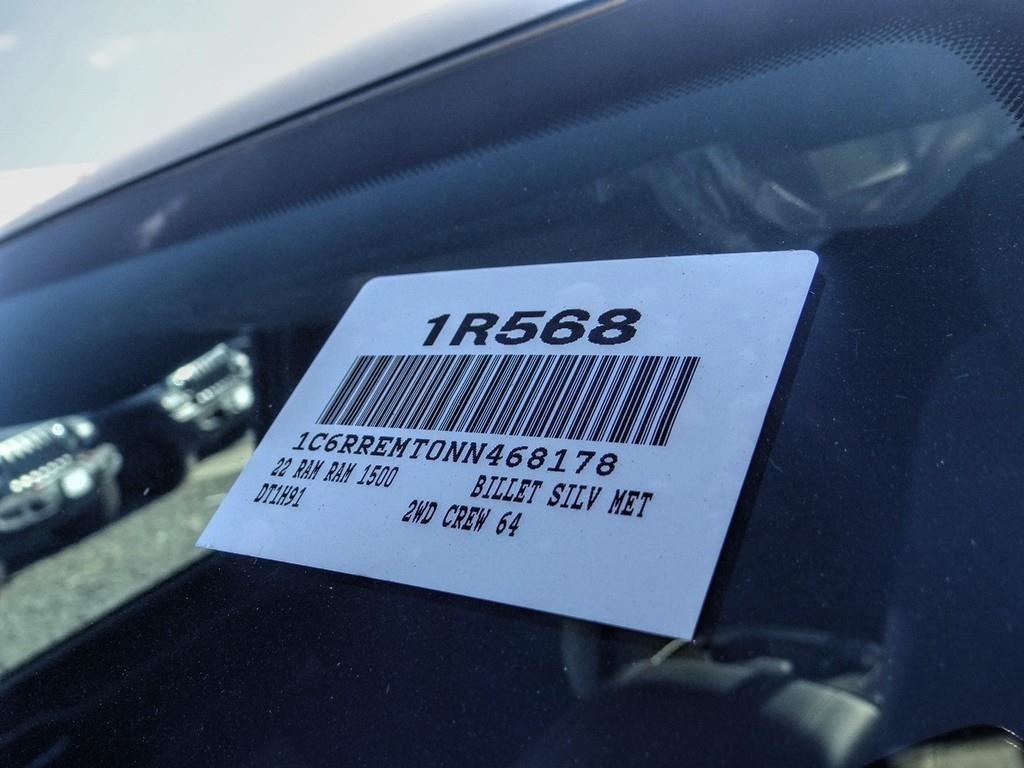 1R568
1C6RREMT0NN468178
22 RAM RAM 1500
BILLET SILV MET
DT1H91
2WD CREW 64